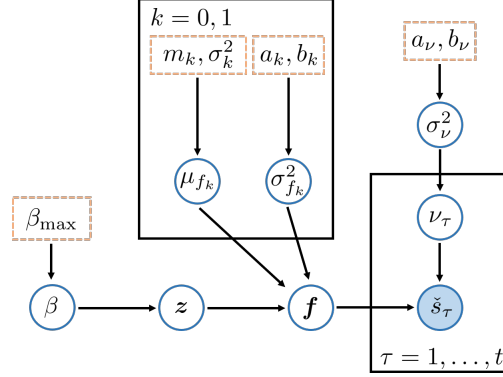 k = 0, 1
m_k, σ_k^2
a_k, b_k
a_ν, b_ν
σ_ν^2
μ_{f_k}
σ_{f_k}^2
ν_τ
β_max
β
z
f
š_τ
τ = 1, . . . , t